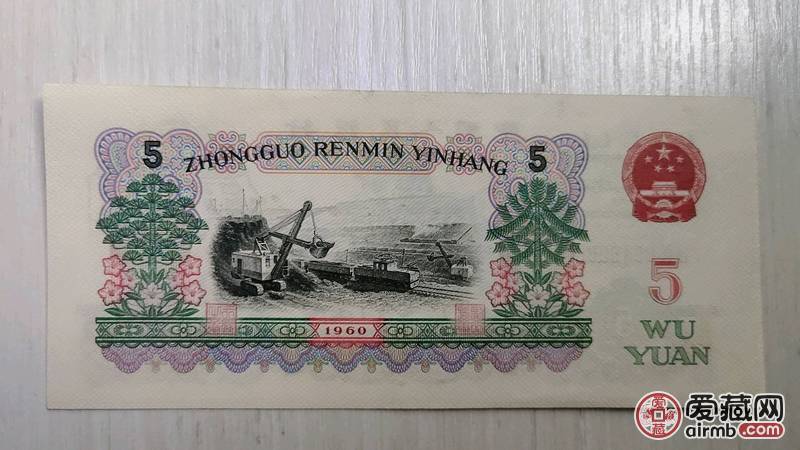 5 ZHONGGUO RENMIN YINHANG 5
1960
5
WU
YUAN
爱藏网
airmb.com